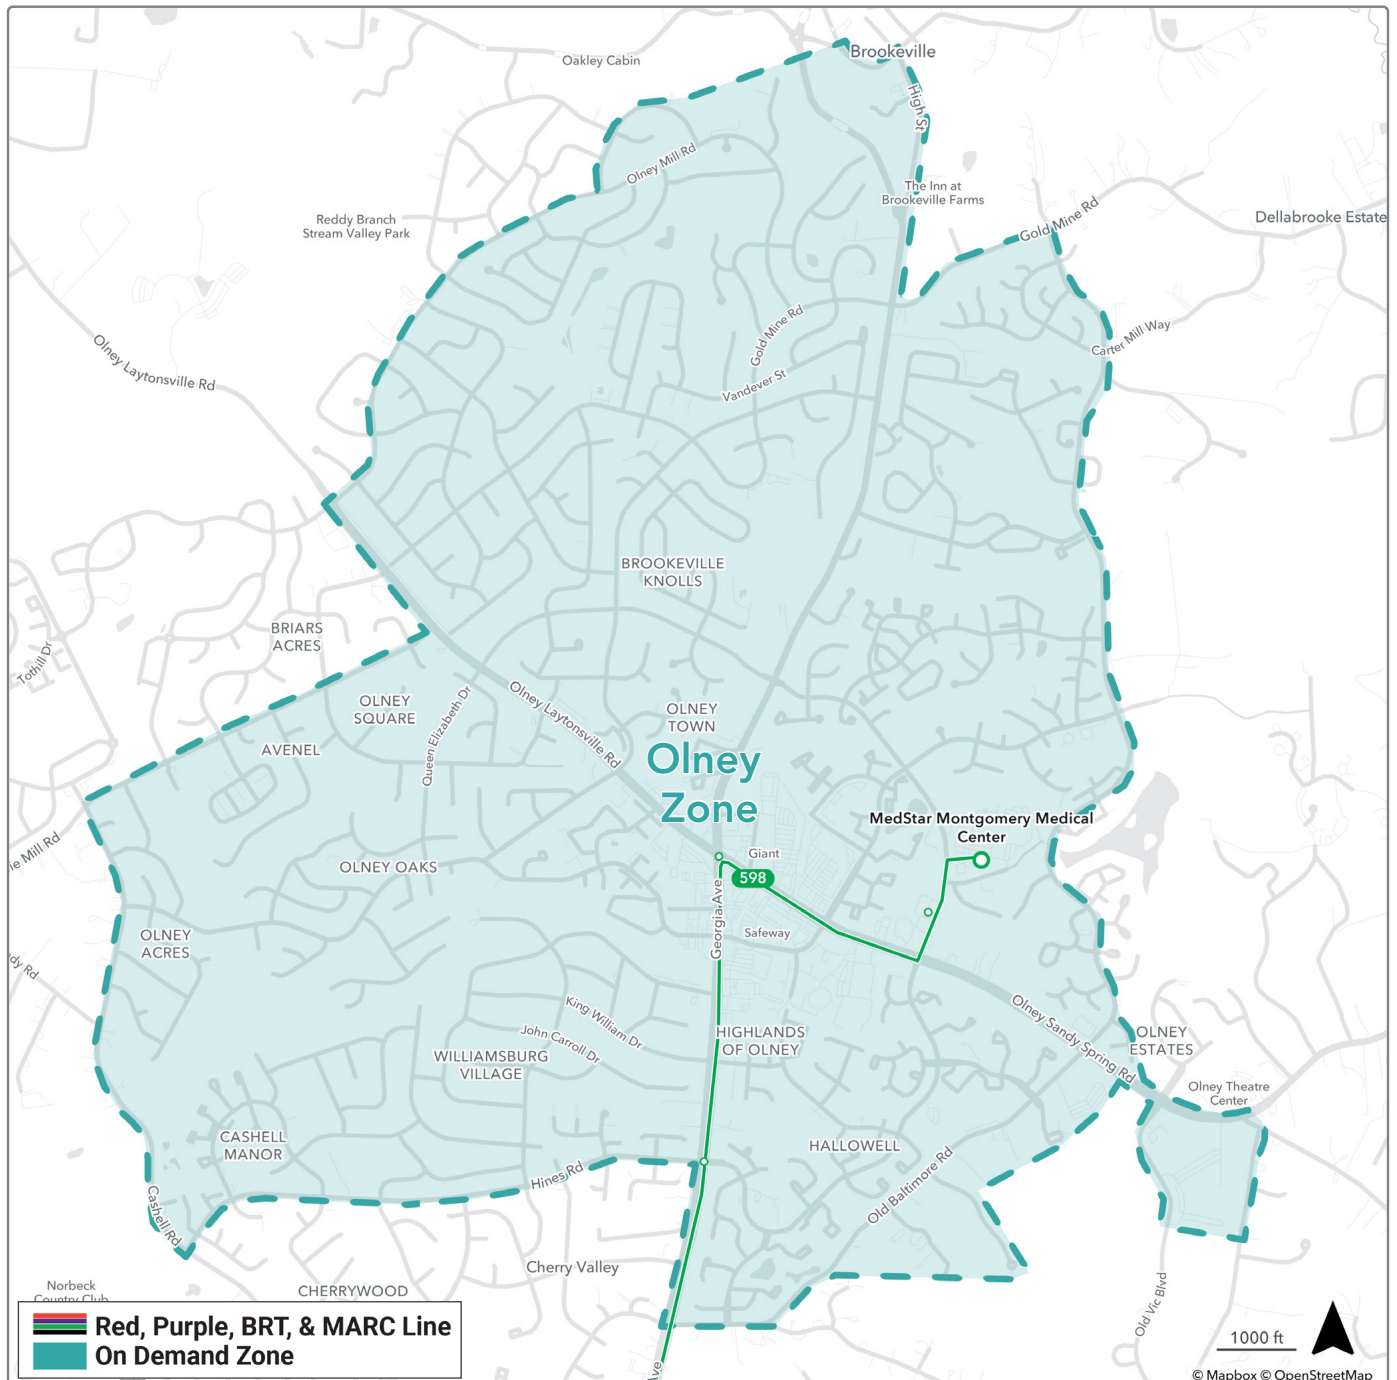 Oakley Cabin
Brookeville
High St
Olney Mill Rd
The Inn at
Brookeville Farms
Gold Mine Rd
Dellabrooke Estate
Reddy Branch
Stream Valley Park
Olney Laytonsville Rd
Gold Mine Rd
Carter Mill Way
Vandever St
BROOKEVILLE
KNOLLS
BRIARS
ACRES
Tothill Dr
OLNEY
SQUARE
Queen Elizabeth Dr
Olney Laytonsville Rd
OLNEY
TOWN
AVENEL
Olney
Zone
MedStar Montgomery Medical
Center
ie Mill Rd
OLNEY OAKS
Giant
598
Georgia Ave
Safeway
OLNEY
ACRES
dy Rd
King William Dr
John Carroll Dr
HIGHLANDS
OF OLNEY
Olney Sandy Spring Rd
OLNEY
ESTATES
WILLIAMSBURG
VILLAGE
Olney Theatre
Center
CASHELL
MANOR
HALLOWELL
Hines Rd
Old Baltimore Rd
Cashell Rd
Cherry Valley
Norbeck
Country Club
CHERRYWOOD
Old Vic Blvd
Red, Purple, BRT, & MARC Line
On Demand Zone
Ave
1000 ft
© Mapbox © OpenStreetMap